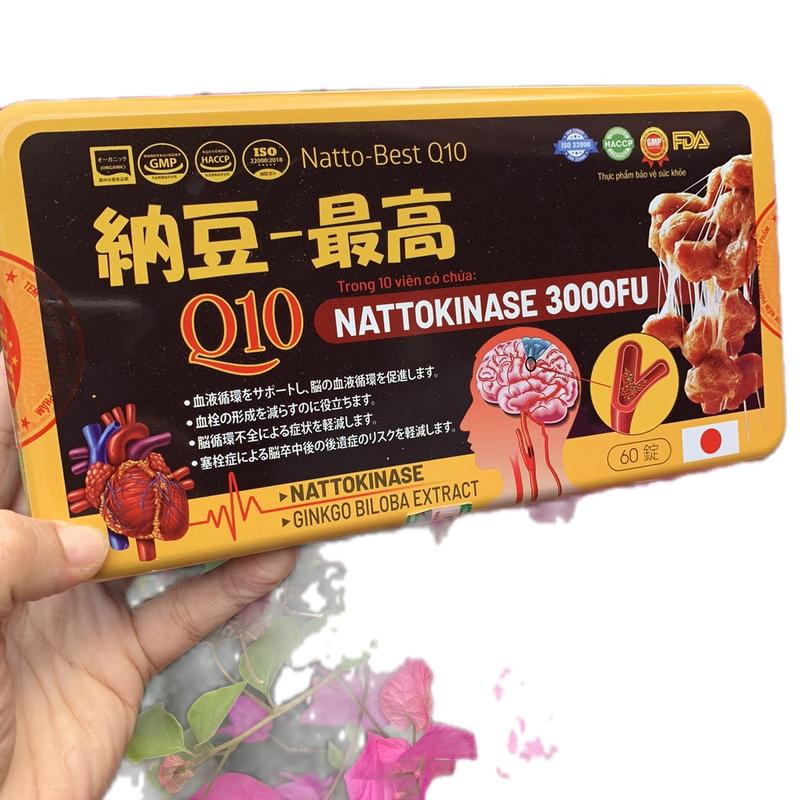 オーガニック
(ORGANIC)
GMP
HACCP
ISO
22000:2018
Natto-Best Q10
ISO 22000
HACCP
GMP
FDA
Thực phẩm bảo vệ sức khỏe
納豆-最高
Q10
Trong 10 viên có chứa:
NATTOKINASE 3000FU
•血液循環をサポートし、脳の血液循環を促進します。
•血栓の形成を減らすのに役立ちます。
•脳循環不全による症状を軽減します。
•塞栓症による脳卒中後の後遺症のリスクを軽減します。
▸NATTOKINASE
▸GINKGO BILOBA EXTRACT
60 錠